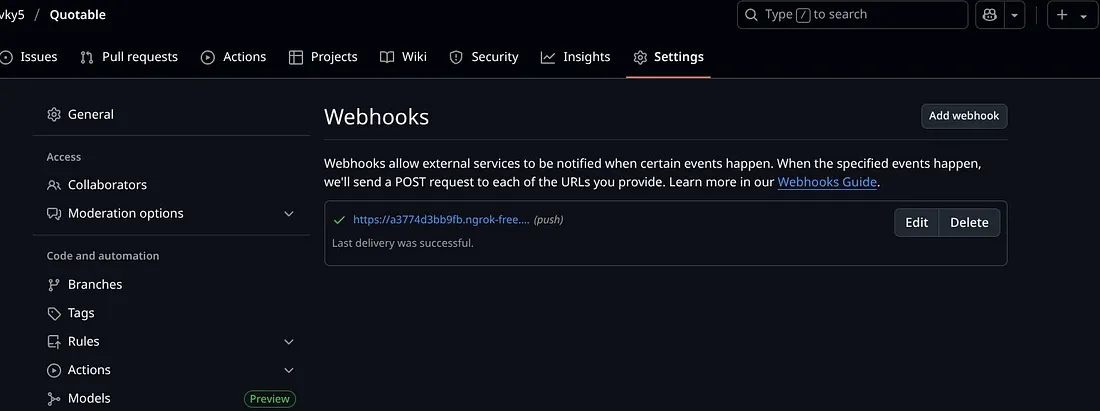 vky5 / Quotable
Type / to search
Issues Pull requests Actions Projects Wiki Security Insights Settings
General
Access
Collaborators
Moderation options
Code and automation
Branches
Tags
Rules
Actions
Models Preview
Webhooks
Add webhook
Webhooks allow external services to be notified when certain events happen. When the specified events happen,
we'll send a POST request to each of the URLs you provide. Learn more in our Webhooks Guide.
https://a3774d3bb9fb.ngrok-free.... (push)
Edit Delete
Last delivery was successful.